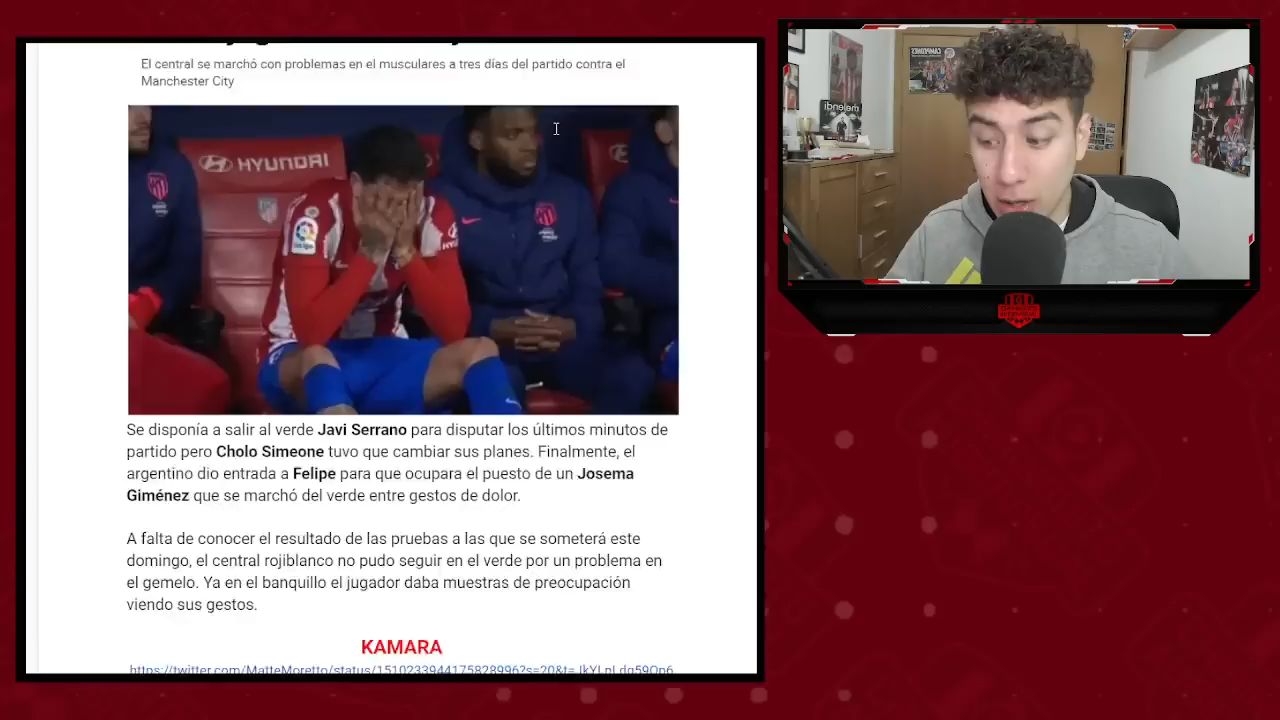 El central se marchó con problemas en el musculares a tres días del partido contra el
Manchester City
HYUNDAI
Se disponía a salir al verde Javi Serrano para disputar los últimos minutos de
partido pero Cholo Simeone tuvo que cambiar sus planes. Finalmente, el
argentino dio entrada a Felipe para que ocupara el puesto de un Josema
Giménez que se marchó del verde entre gestos de dolor.
A falta de conocer el resultado de las pruebas a las que se someterá este
domingo, el central rojiblanco no pudo seguir en el verde por un problema en
el gemelo. Ya en el banquillo el jugador daba muestras de preocupación
viendo sus gestos.
KAMARA
melendi